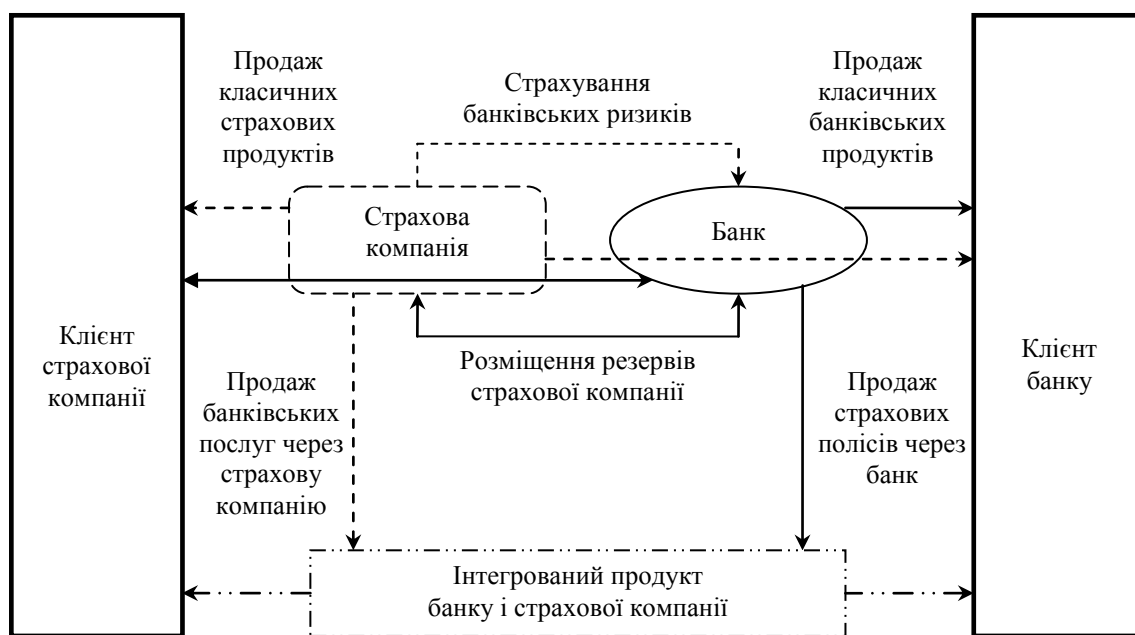 Продаж
класичних
страхових
продуктів
Страхування
банківських ризиків
Продаж
класичних
банківських
продуктів
Страхова
компанія
Банк
Клієнт
страхової
компанії
Розміщення резервів
страхової компанії
Клієнт
банку
Продаж
банківських
послуг через
страхову
компанію
Продаж
страхових
полісів через
банк
Інтегрований продукт
банку і страхової компанії